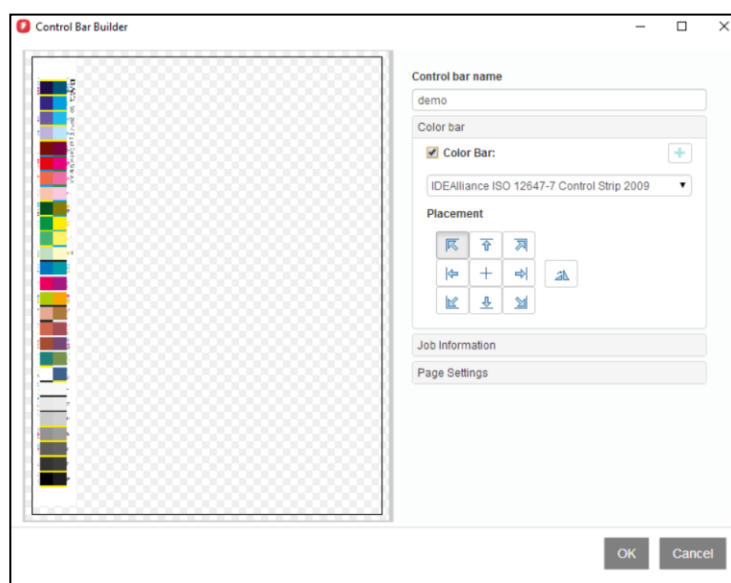 Control Bar Builder
Control bar name
demo
Color bar
Color Bar:
IDEAlliance ISO 12647-7 Control Strip 2009
Placement
Job Information
Page Settings
OK
Cancel